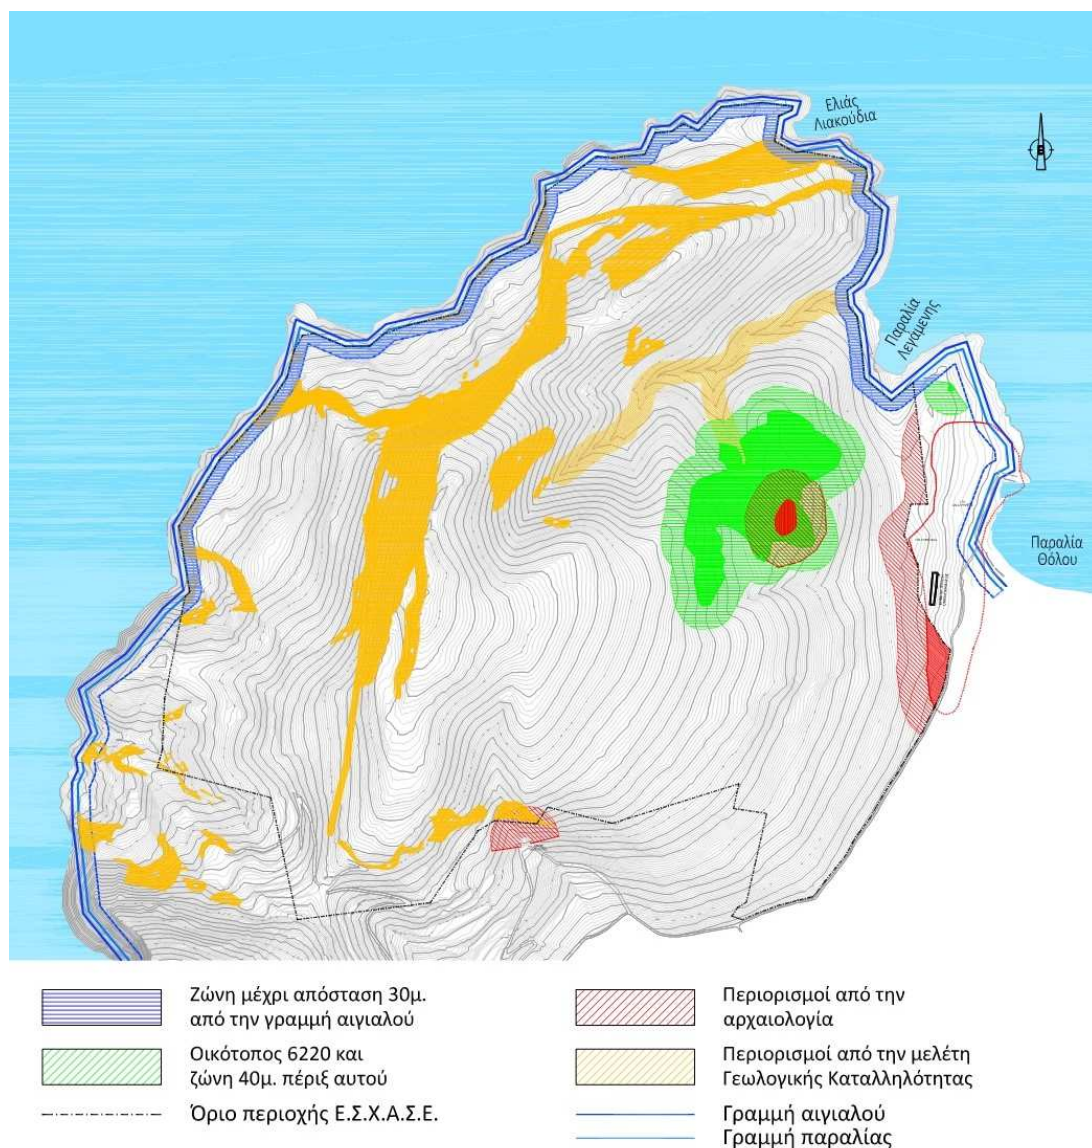 Ελιάς
Λιακούδια
Β
Παραλία
Λεγάμενης
Παραλία
Θόλου
Ζώνη μέχρι απόσταση 30μ.
από την γραμμή αιγιαλού
Οικότοπος 6220 και
ζώνη 40μ. πέριξ αυτού
Όριο περιοχής Ε.Σ.Χ.Α.Σ.Ε.
Περιορισμοί από την
αρχαιολογία
Περιορισμοί από την μελέτη
Γεωλογικής Καταλληλότητας
Γραμμή αιγιαλού
Γραμμή παραλίας